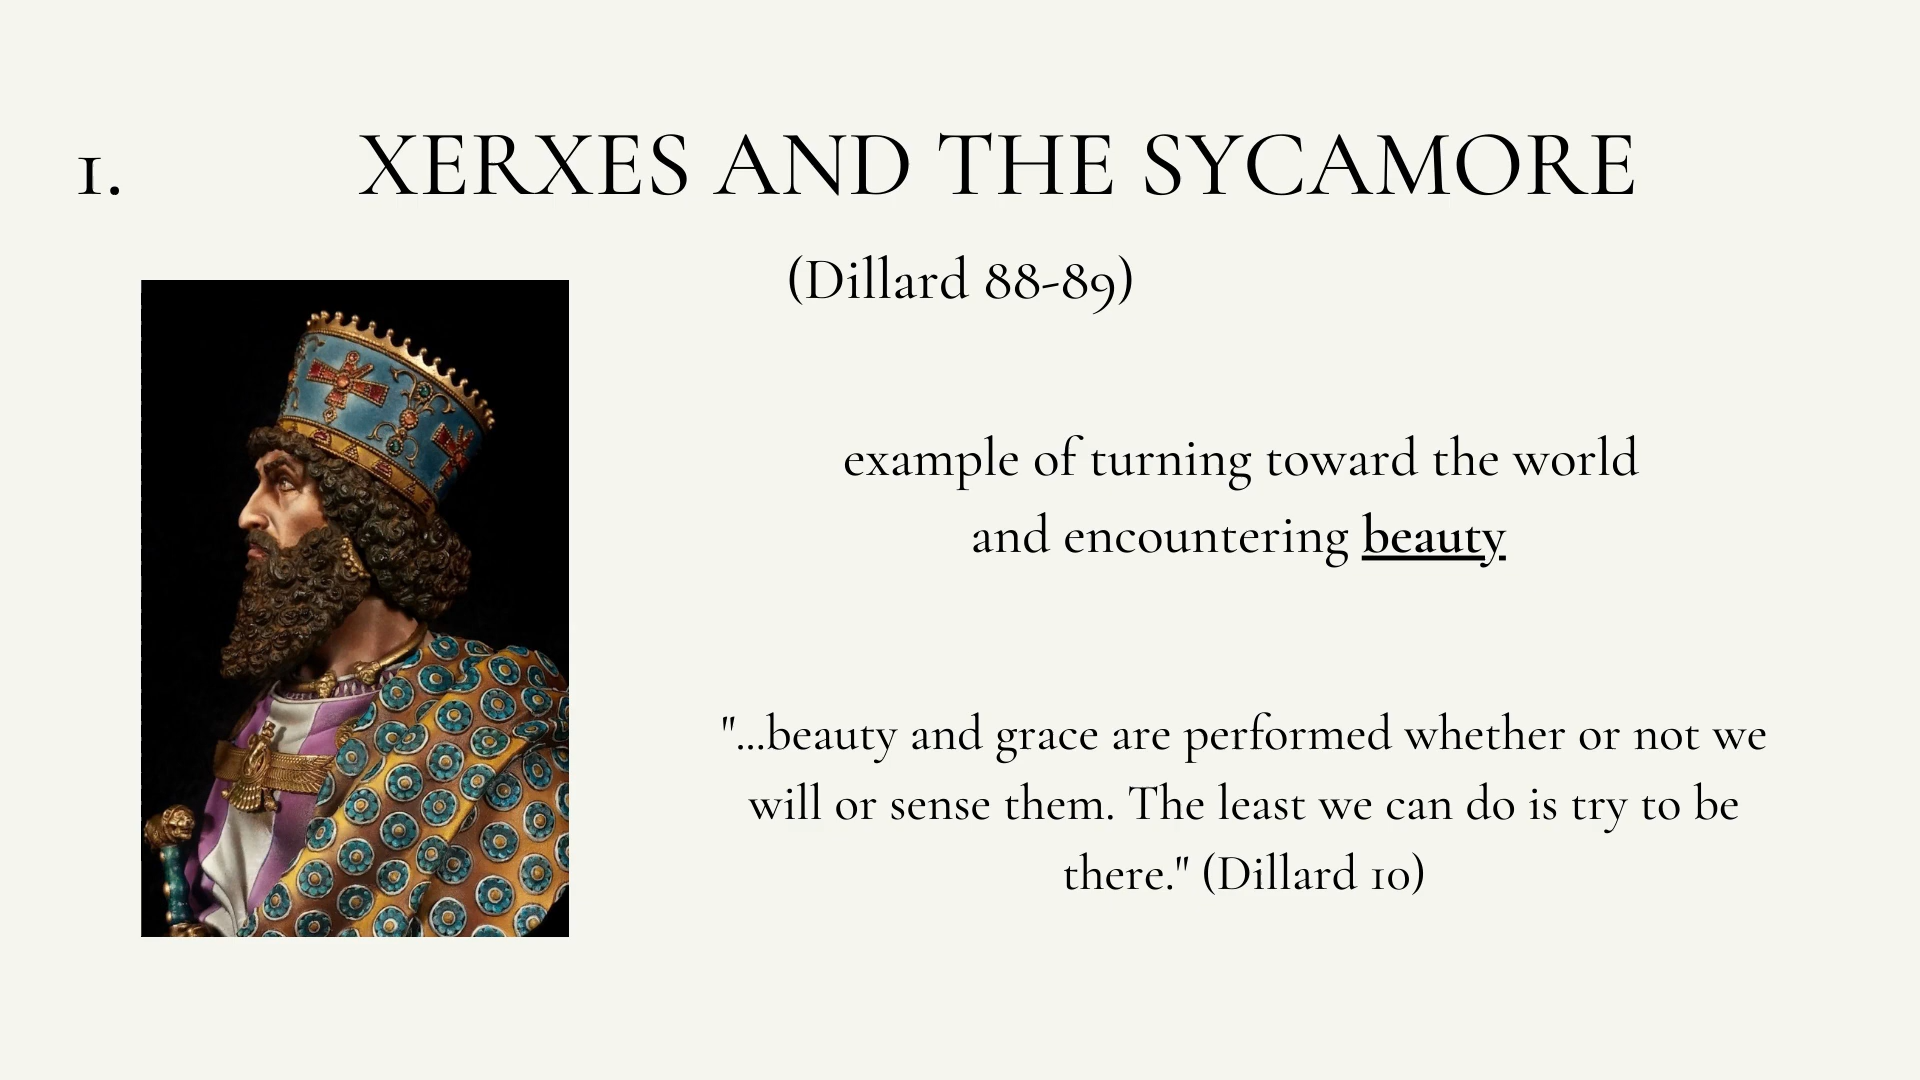 1.
XERXES AND THE SYCAMORE
(Dillard 88-89)
example of turning toward the world
and encountering beauty
"...beauty and grace are performed whether or not we
will or sense them. The least we can do is try to be
there." (Dillard 10)